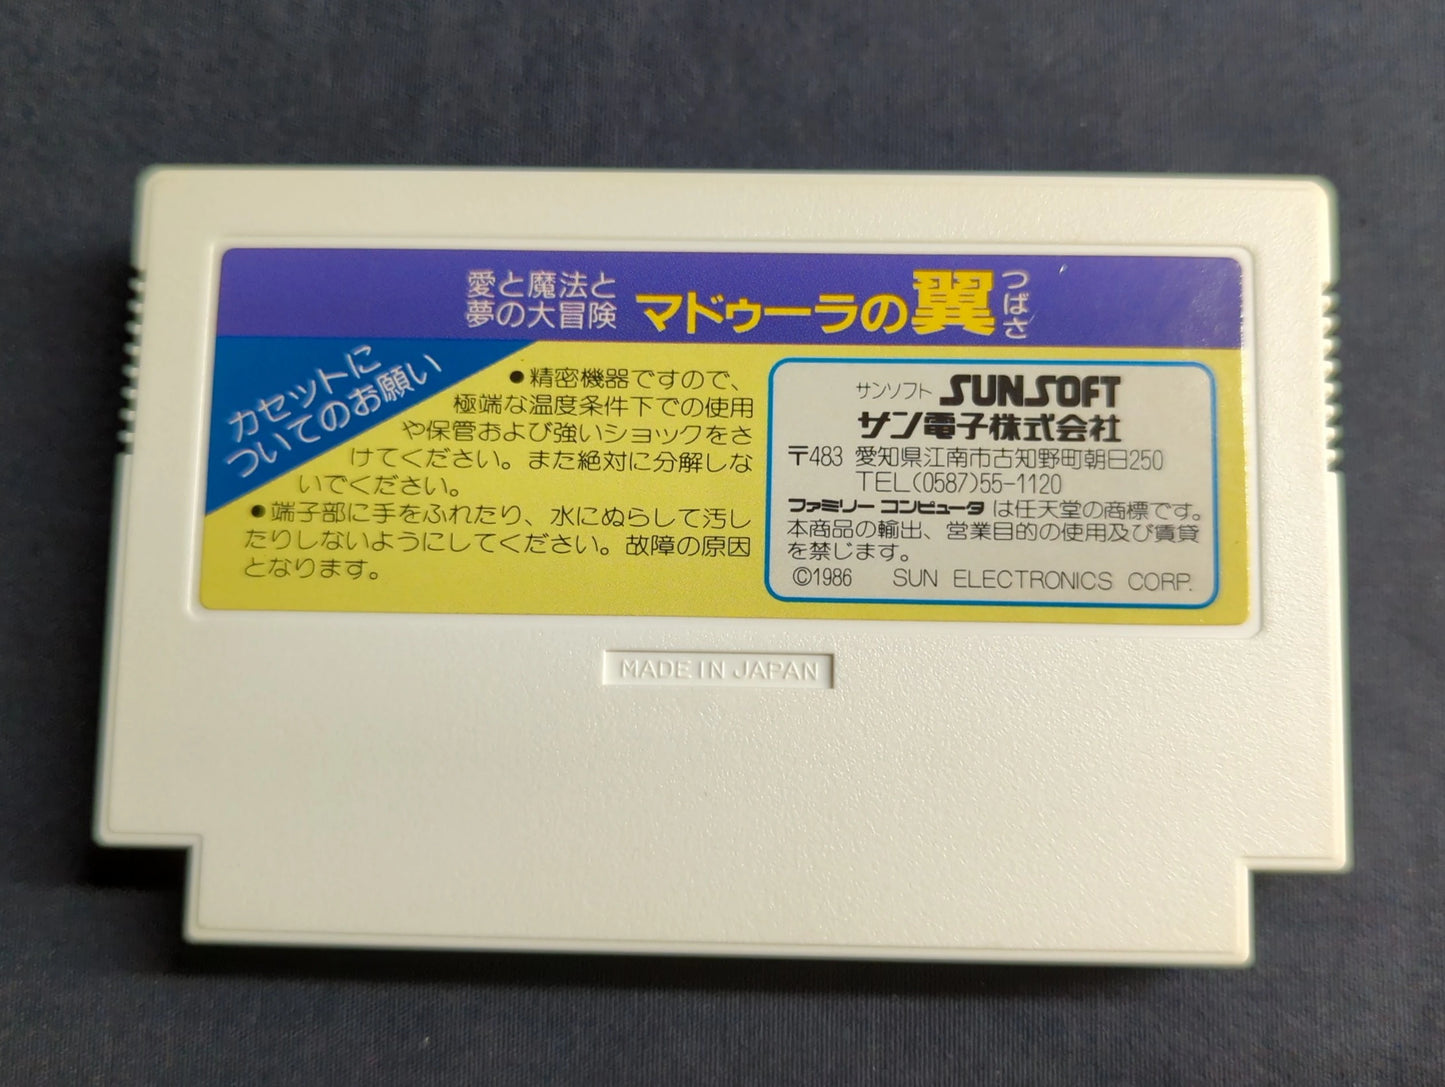 愛と魔法と
夢の大冒険
マドゥーラの翼
つばさ
カセットに
ついてのお願い
●精密機器ですので、
極端な温度条件下での使用
や保管および強いショックをさ
けてください。また絶対に分解しな
いでください。
●端子部に手をふれたり、水にぬらして汚し
たりしないようにしてください。故障の原因
となります。
サンソフト SUNSOFT
サン電子株式会社
〒483 愛知県江南市古知野町朝日250
TEL(0587)55-1120
ファミリー コンピュータ は任天堂の商標です。
本商品の輸出、営業目的の使用及び賃貸
を禁じます。
©1986 SUN ELECTRONICS CORP.
MADE IN JAPAN